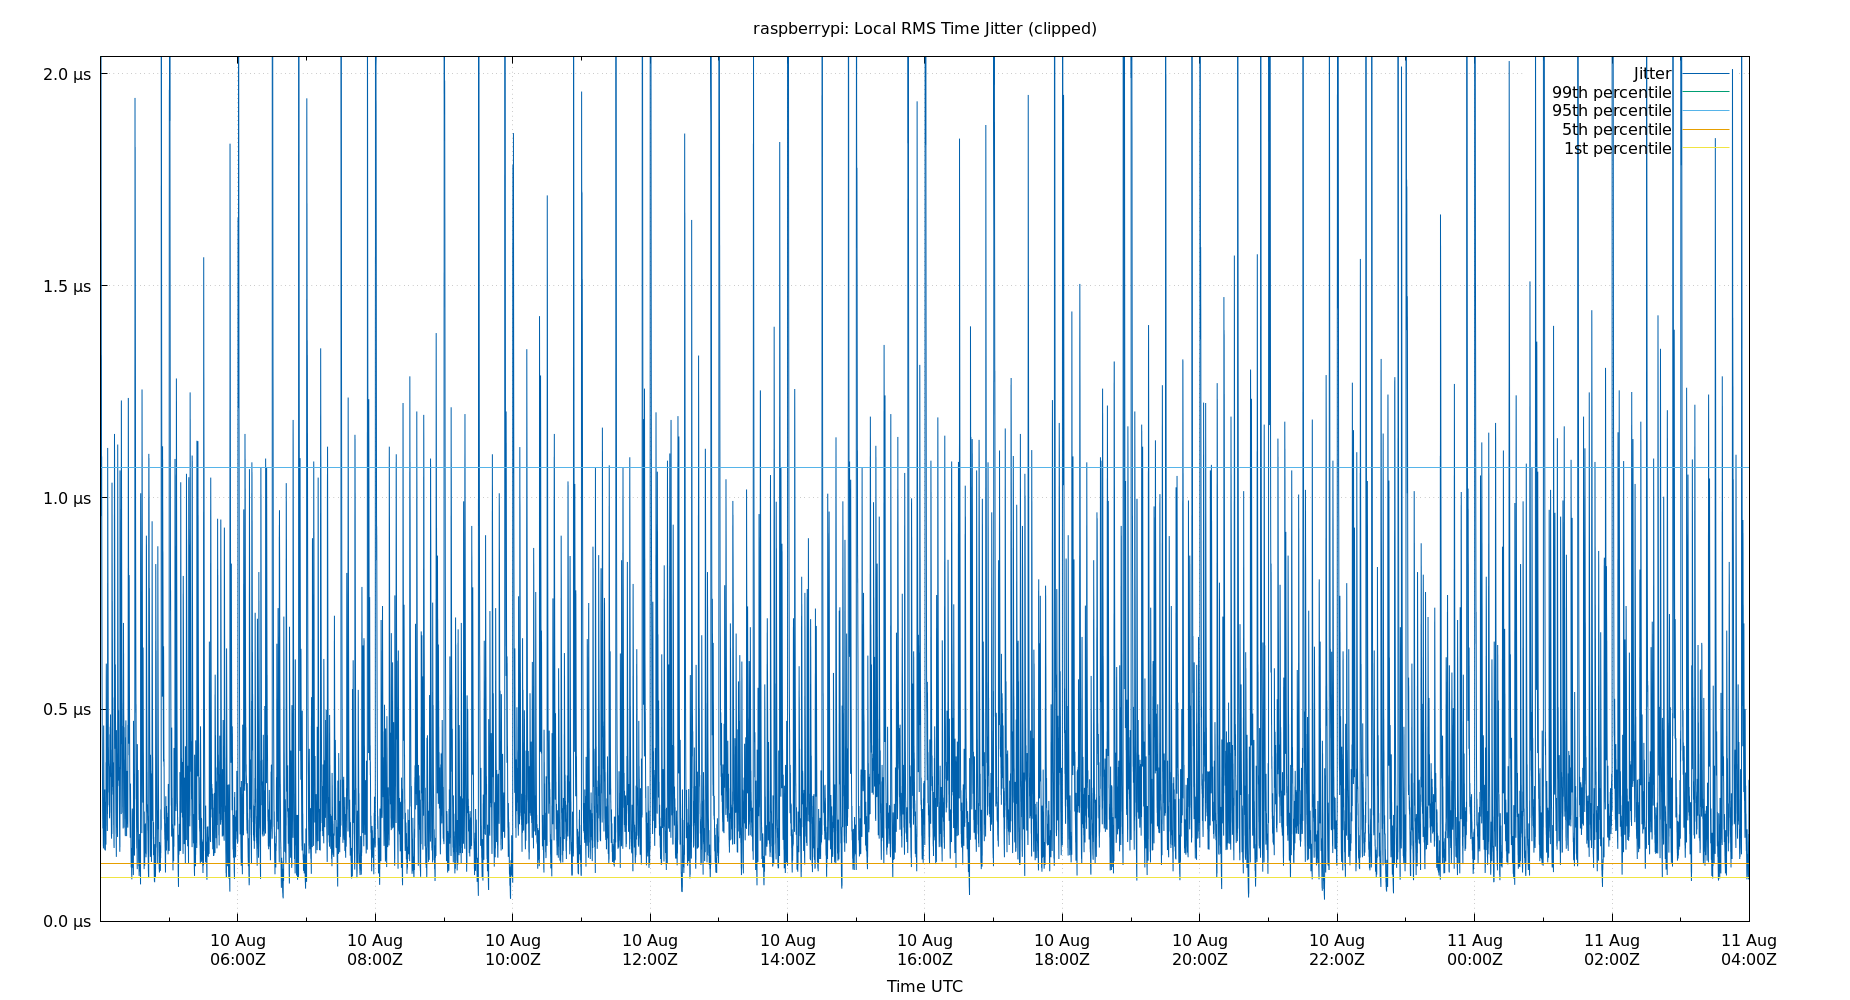 raspberrypi: Local RMS Time Jitter (clipped)
2.0 µs
1.5 µs
1.0 µs
0.5 µs
0.0 µs
Jitter
99th percentile
95th percentile
5th percentile
1st percentile
10 Aug 10 Aug 10 Aug 10 Aug 10 Aug 10 Aug 10 Aug 10 Aug 10 Aug 11 Aug 11 Aug 11 Aug
06:00Z 08:00Z 10:00Z 12:00Z 14:00Z 16:00Z 18:00Z 20:00Z 22:00Z 00:00Z 02:00Z 04:00Z
Time UTC